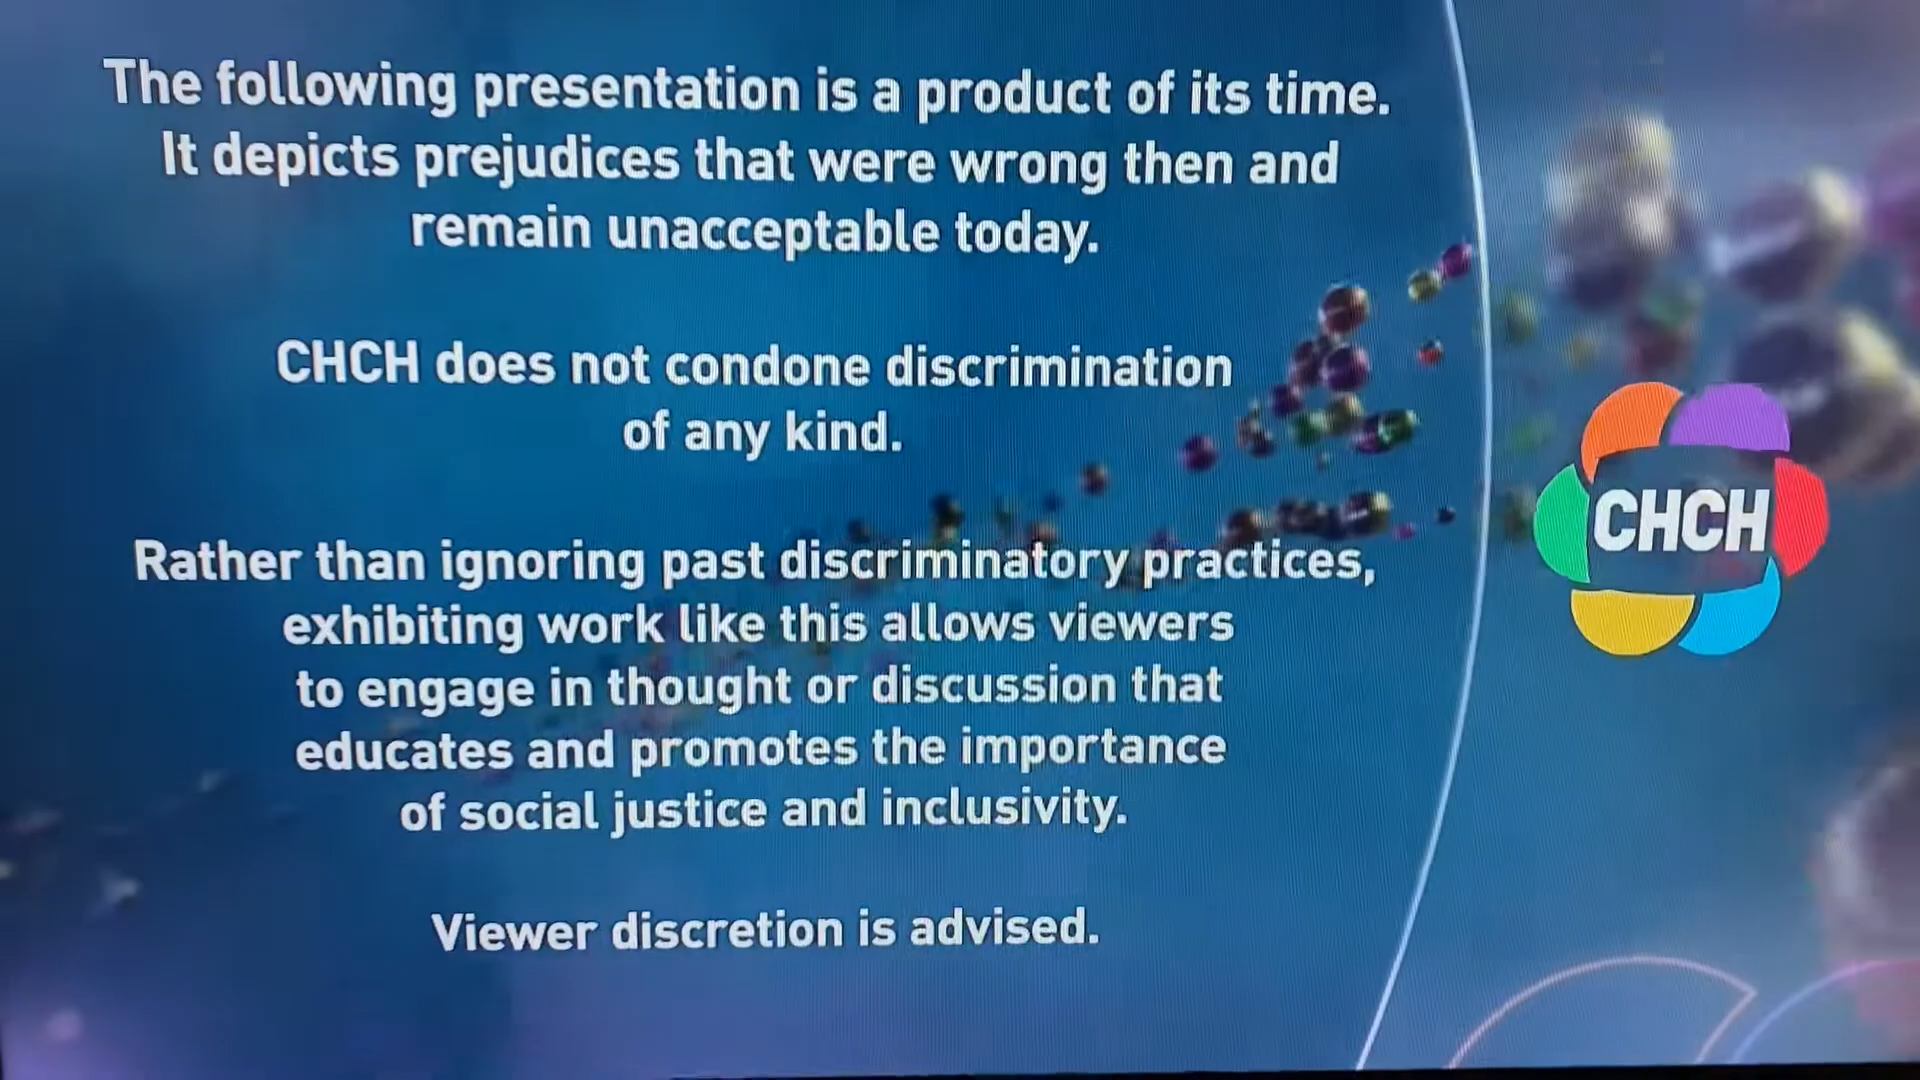 The following presentation is a product of its time.
It depicts prejudices that were wrong then and
remain unacceptable today.
CHCH does not condone discrimination
of any kind.
Rather than ignoring past discriminatory practices,
exhibiting work like this allows viewers
to engage in thought or discussion that
educates and promotes the importance
of social justice and inclusivity.
Viewer discretion is advised.
CHCH